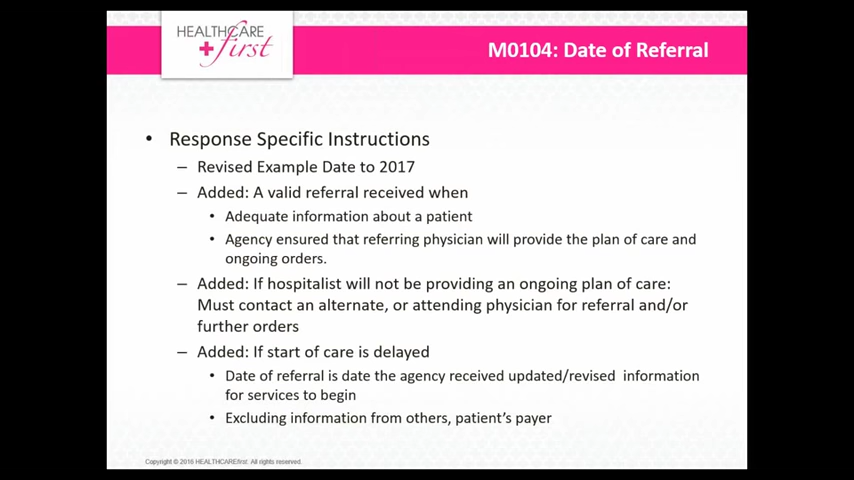 HEALTHCARE
first
M0104: Date of Referral
• Response Specific Instructions
– Revised Example Date to 2017
– Added: A valid referral received when
• Adequate information about a patient
• Agency ensured that referring physician will provide the plan of care and
ongoing orders.
– Added: If hospitalist will not be providing an ongoing plan of care:
Must contact an alternate, or attending physician for referral and/or
further orders
– Added: If start of care is delayed
• Date of referral is date the agency received updated/revised information
for services to begin
• Excluding information from others, patient's payer
Copyright © 2016 HEALTHCAREfirst. All rights reserved.